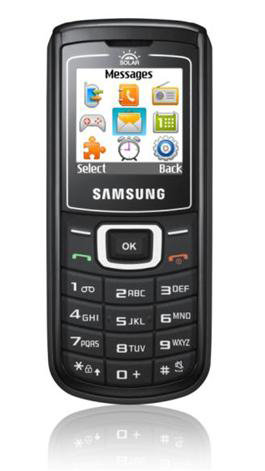 SOLAR
Messages
Select Back
SAMSUNG
OK
1
2ABC 3DEF
4GHI 5JKL 6MNO
7PQRS 8TUV 9WXYZ
* 0+ #